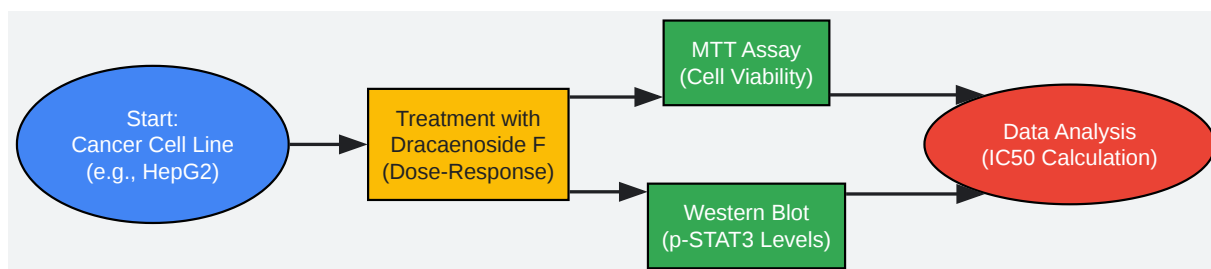 Start:
Cancer Cell Line
(e.g., HepG2)
Treatment with
Dracaenoside F
(Dose-Response)
MTT Assay
(Cell Viability)
Western Blot
(p-STAT3 Levels)
Data Analysis
(IC50 Calculation)